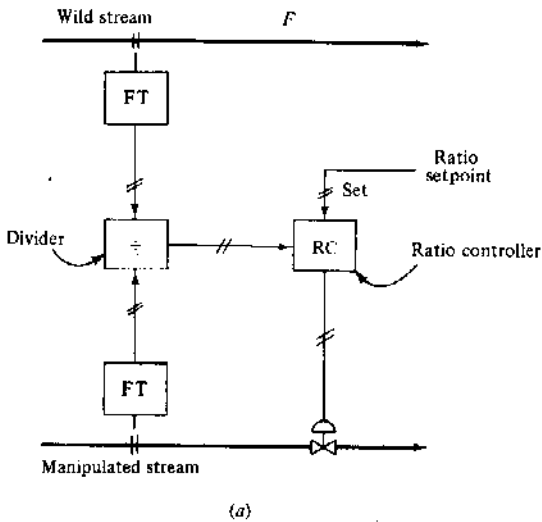 Wild stream
F
FT
Ratio
setpoint
Set
Divider
÷
RC
Ratio controller
FT
Manipulated stream
(a)